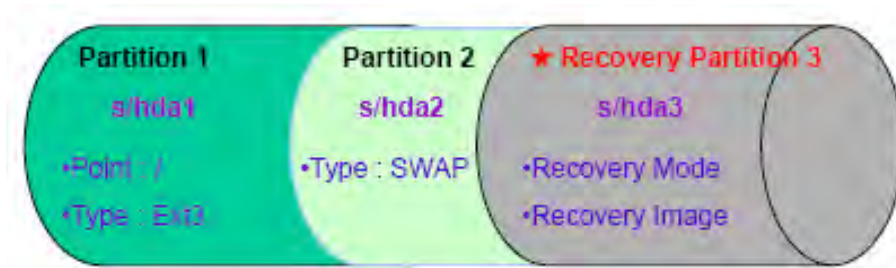 Partition 1
s/hda1
•Point : /
•Type : Ext3
Partition 2
s/hda2
•Type : SWAP
★ Recovery Partition 3
s/hda3
•Recovery Mode
•Recovery Image